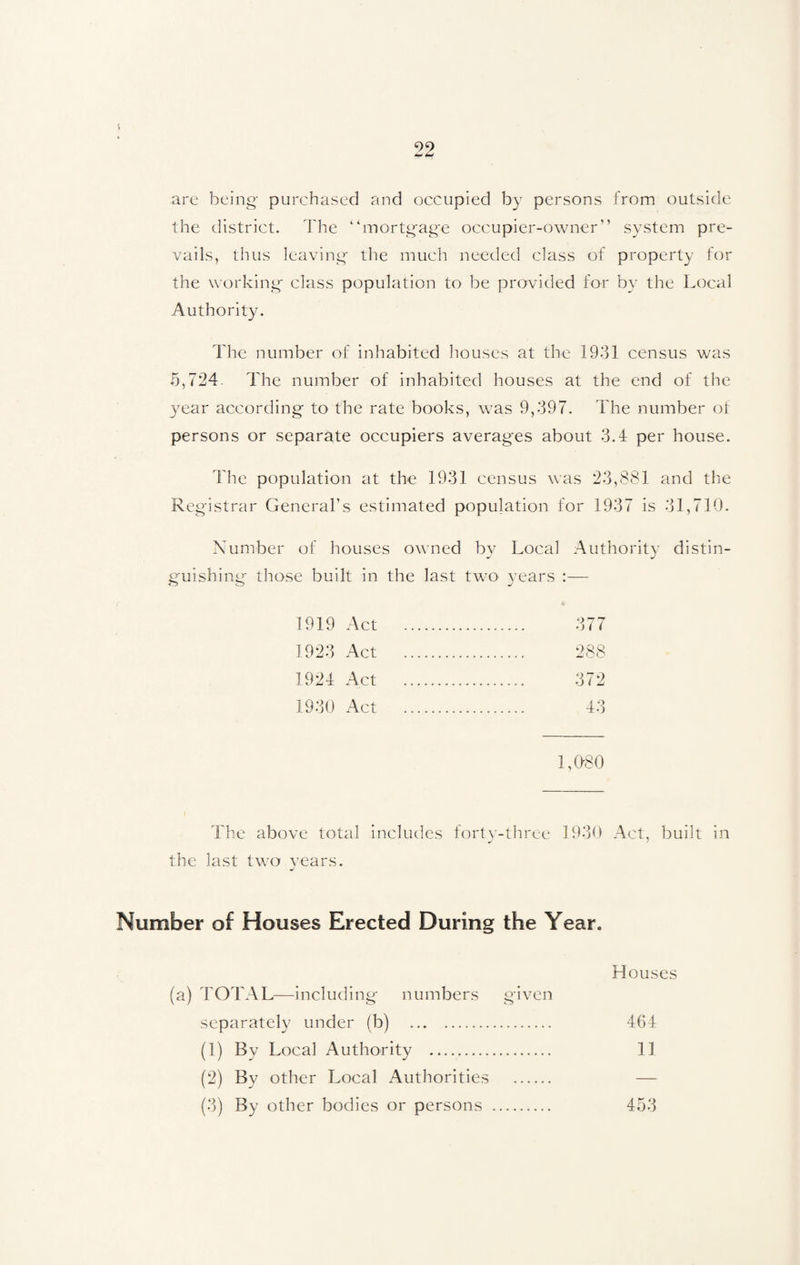 22
are being purchased and occupied by persons from outside
the district. The “mortgage occupier-owner” system pre-
vails, thus leaving the much needed class of property for
the working class population to be provided for by the Local
Authority.
The number of inhabited houses at the 1931 census was
5,724. The number of inhabited houses at the end of the
year according to the rate books, was 9,397. The number of
persons or separate occupiers averages about 3.4 per house.
The population at the 1931 census was 23,881 and the
Registrar General’s estimated population for 1937 is 31,710.
Number of houses owned by Local Authority distin-
guishing those built in the last two years :—
1919 Act .................... 377
1923 Act .................... 288
1924 Act .................... 372
1930 Act .................... 43
1,080
The above total includes forty-three 1930 Act, built in
the last two years.
Number of Houses Erected During the Year.
Houses
(a) TOTAL—including numbers given
separately under (b) ... .................... 464
(1) By Local Authority .................... 11
(2) By other Local Authorities ...... —
(3) By other bodies or persons .......... 453